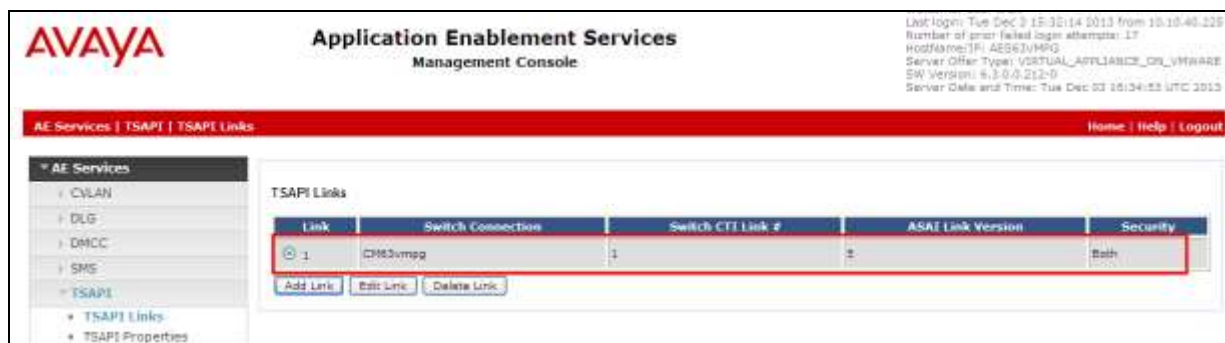 AVAYA
Application Enablement Services
Management Console
Last login: Tue Dec 3 15:32:14 2013 from 10.10.40.225
Number of prior failed login attempts: 17
HostName/IP: AES63VMPG
Server Offer Type: VIRTUAL_APPLIANCE_ON_VMWARE
SW Version: 6.3.0.0.212-0
Server Date and Time: Tue Dec 03 16:34:53 UTC 2013
AE Services | TSAPI | TSAPI Links
Home | Help | Logout
AE Services
CVLAN
DLG
DMCC
SMS
TSAPI
TSAPI Links
TSAPI Properties
TSAPI Links
Link Switch Connection Switch CTI Link # ASAI Link Version Security
1 CM63vmpg 1 5 Both
Add Link Edit Link Delete Link